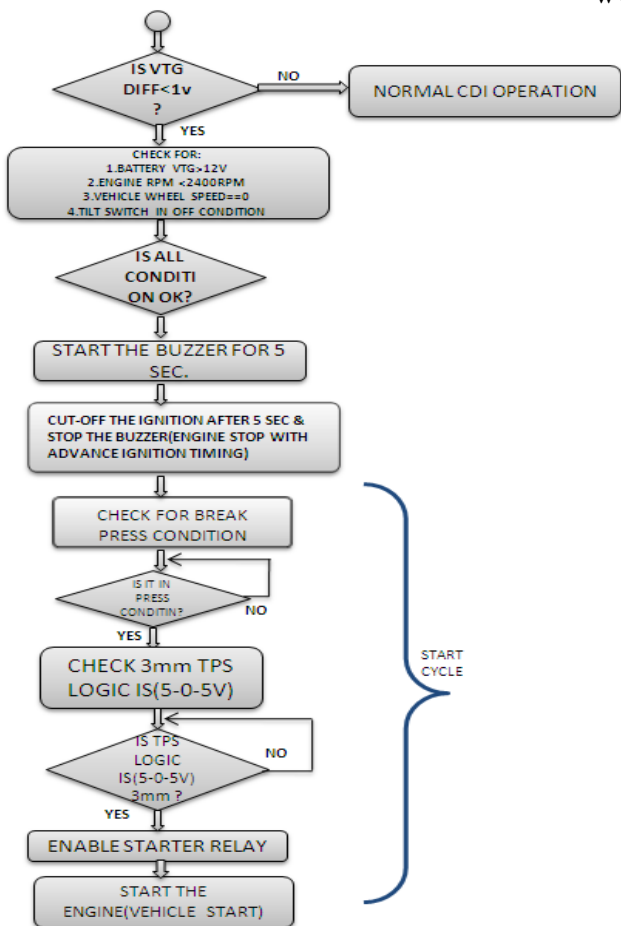 IS VTG
DIFF<1v
?
NO
NORMAL CDI OPERATION
YES
CHECK FOR:
1.BATTERY VTG>12V
2.ENGINE RPM <2400RPM
3.VEHICLE WHEEL SPEED==0
4.TILT SWITCH IN OFF CONDITION
IS ALL
CONDITI
ON OK?
START THE BUZZER FOR 5
SEC.
CUT-OFF THE IGNITION AFTER 5 SEC &
STOP THE BUZZER(ENGINE STOP WITH
ADVANCE IGNITION TIMING)
CHECK FOR BREAK
PRESS CONDITION
IS IT IN
PRESS
CONDITIN?
NO
YES
CHECK 3mm TPS
LOGIC IS(5-0-5V)
START
CYCLE
IS TPS
LOGIC
IS(5-0-5V)
3mm ?
NO
YES
ENABLE STARTER RELAY
START THE
ENGINE(VEHICLE START)